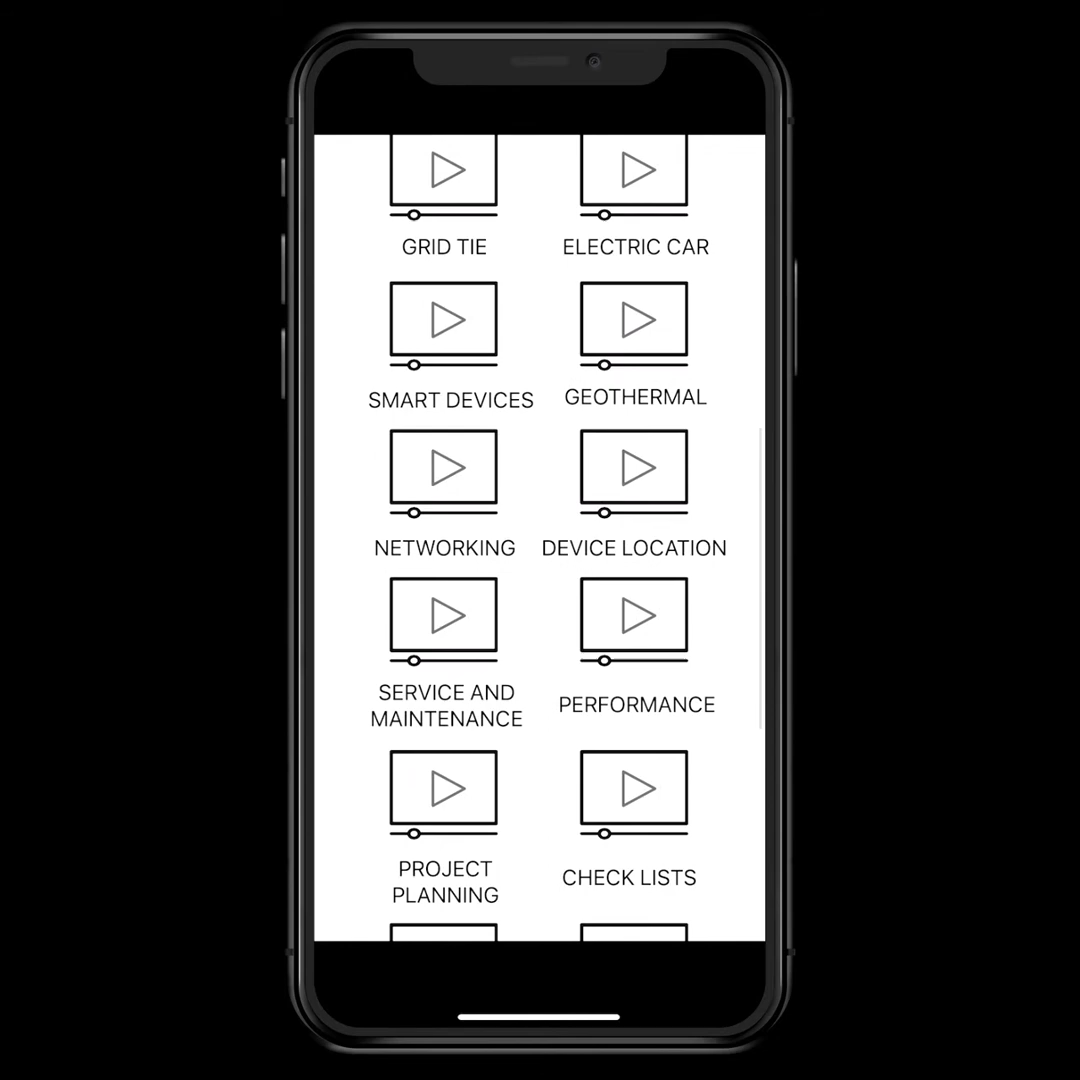 GRID TIE
ELECTRIC CAR
SMART DEVICES
GEOTHERMAL
NETWORKING
DEVICE LOCATION
SERVICE AND
MAINTENANCE
PERFORMANCE
PROJECT
PLANNING
CHECK LISTS